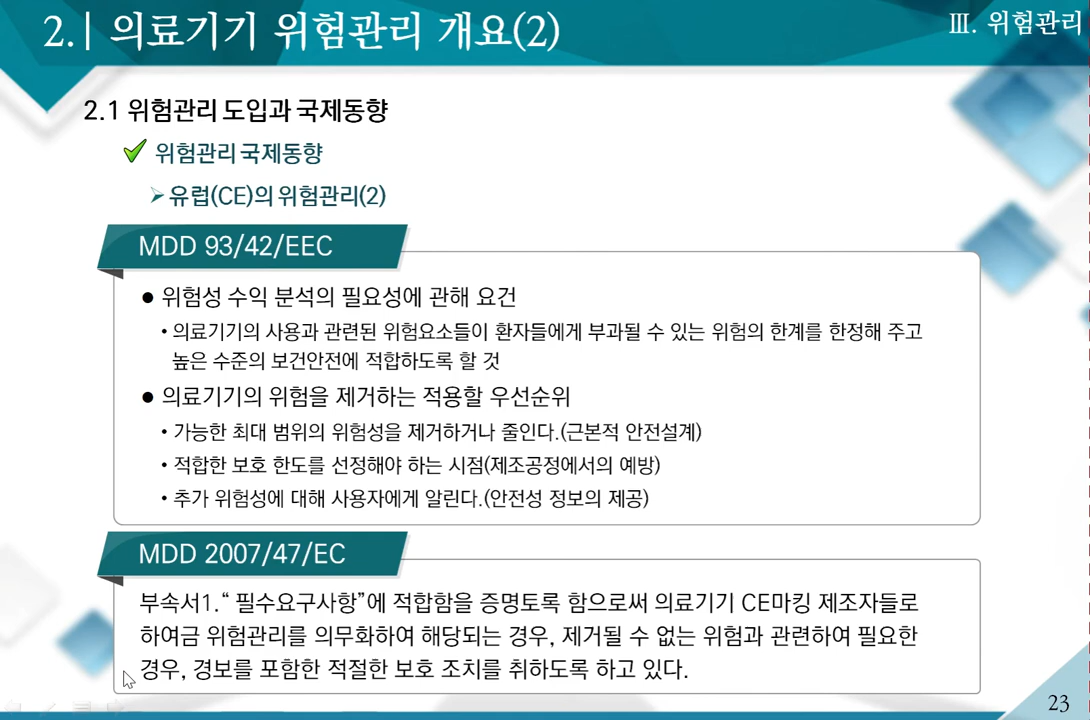 2.| 의료기기 위험관리 개요(2)
Ⅲ. 위험관리
2.1 위험관리 도입과 국제동향
위험관리 국제동향
유럽(CE)의 위험관리(2)
MDD 93/42/EEC
● 위험성 수익 분석의 필요성에 관해 요건
• 의료기기의 사용과 관련된 위험요소들이 환자들에게 부과될 수 있는 위험의 한계를 한정해 주고
높은 수준의 보건안전에 적합하도록 할 것
● 의료기기의 위험을 제거하는 적용할 우선순위
• 가능한 최대 범위의 위험성을 제거하거나 줄인다.(근본적 안전설계)
• 적합한 보호 한도를 선정해야 하는 시점(제조공정에서의 예방)
• 추가 위험성에 대해 사용자에게 알린다.(안전성 정보의 제공)
MDD 2007/47/EC
부속서1.“ 필수요구사항”에 적합함을 증명토록 함으로써 의료기기 CE마킹 제조자들로
하여금 위험관리를 의무화하여 해당되는 경우, 제거될 수 없는 위험과 관련하여 필요한
경우, 경보를 포함한 적절한 보호 조치를 취하도록 하고 있다.
23